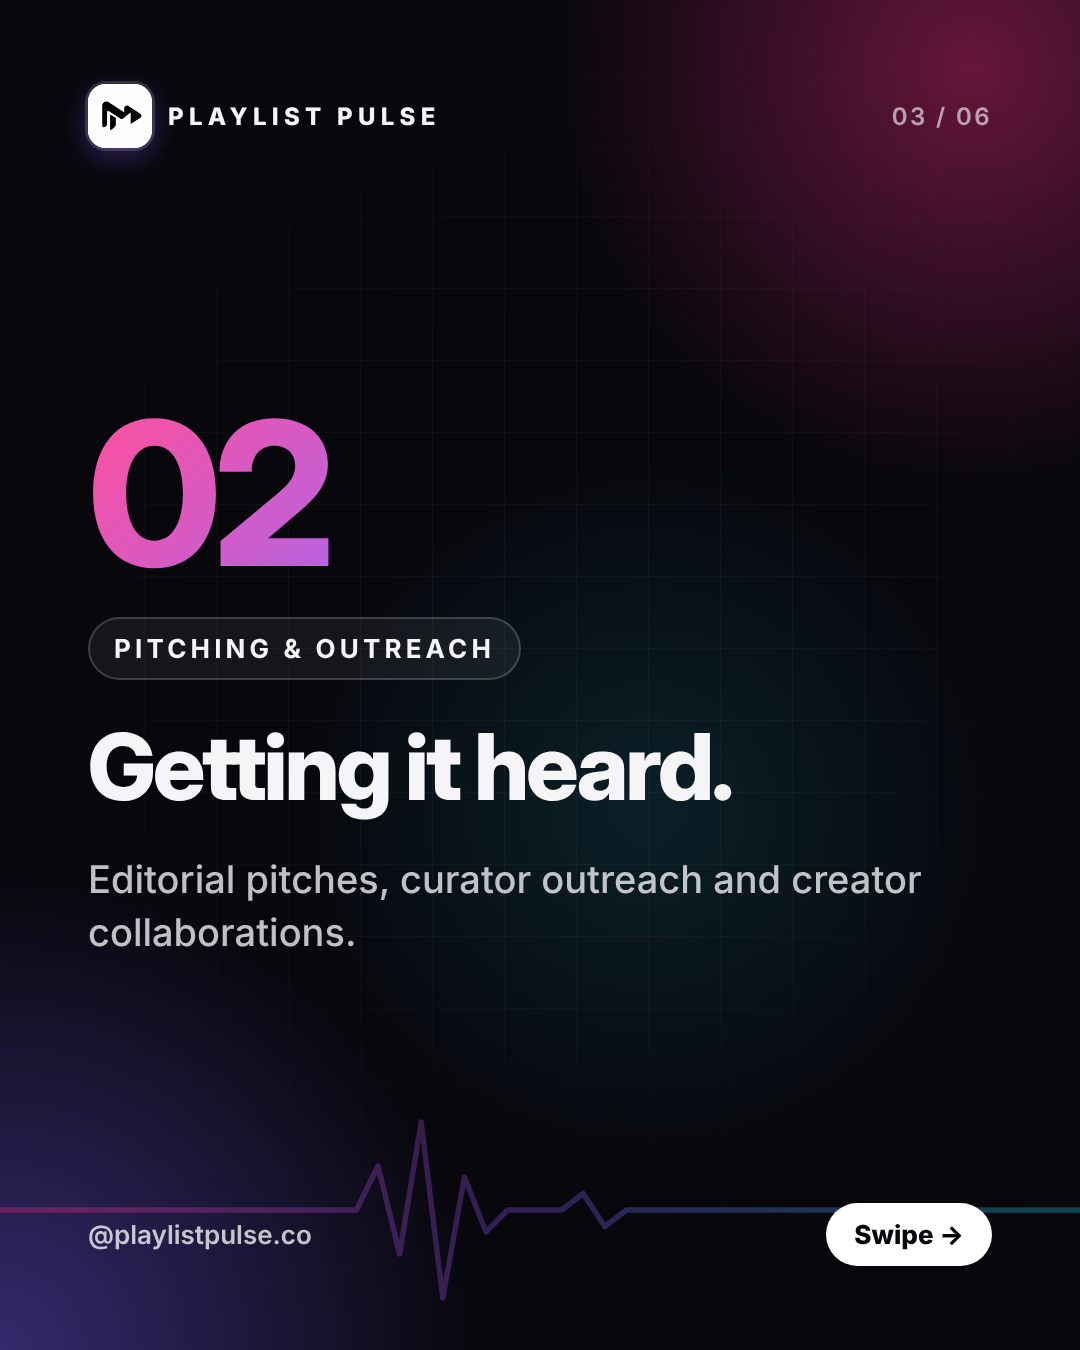 PLAYLIST PULSE
03 / 06
02
PITCHING & OUTREACH
Getting it heard.
Editorial pitches, curator outreach and creator
collaborations.
@playlistpulse.co
Swipe →